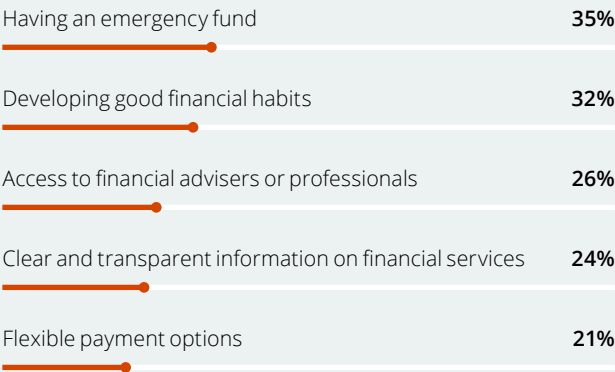 Having an emergency fund 35%
Developing good financial habits 32%
Access to financial advisers or professionals 26%
Clear and transparent information on financial services 24%
Flexible payment options 21%